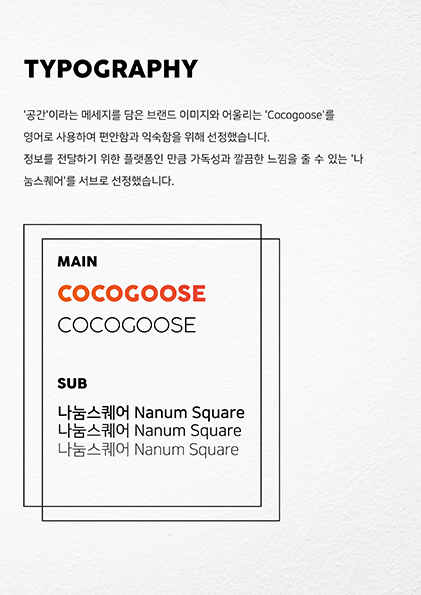 TYPOGRAPHY
'공간'이라는 메세지를 담은 브랜드 이미지와 어울리는 'Cocogoose'를
영어로 사용하여 편안함과 익숙함을 위해 선정했습니다.
정보를 전달하기 위한 플랫폼인 만큼 가독성과 깔끔한 느낌을 줄 수 있는 '나
눔스퀘어'를 서브로 선정했습니다.
MAIN
COCOGOOSE
COCOGOOSE
SUB
나눔스퀘어 Nanum Square
나눔스퀘어 Nanum Square
나눔스퀘어 Nanum Square